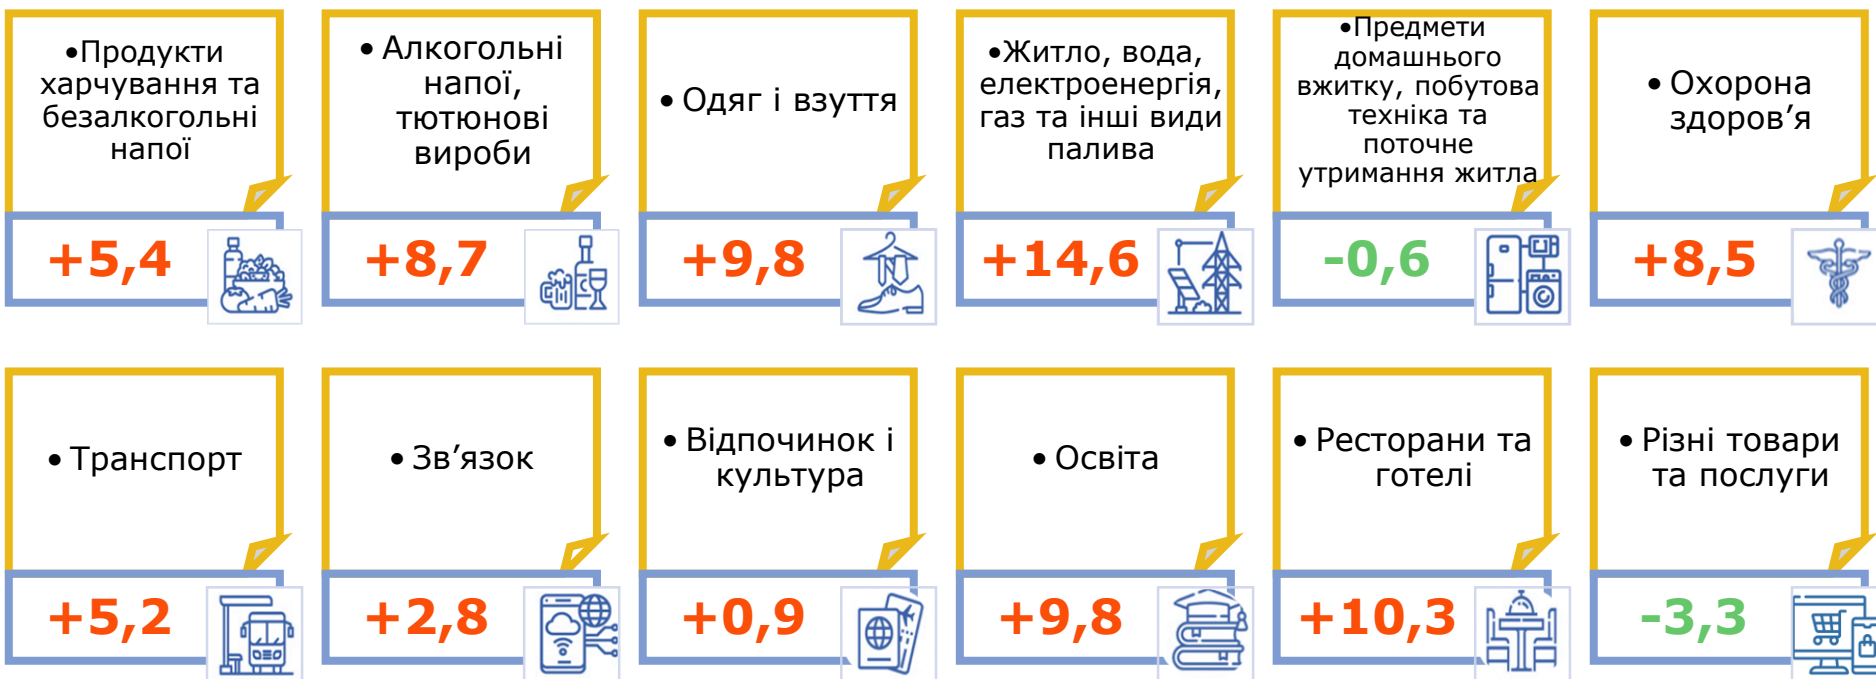 •Продукти
харчування та
безалкогольні
напої
+5,4
• Алкогольні
напої,
тютюнові
вироби
+8,7
• Одяг і взуття
+9,8
•Житло, вода,
електроенергія,
газ та інші види
палива
+14,6
•Предмети
домашнього
вжитку, побутова
техніка та
поточне
утримання житла
-0,6
• Охорона
здоров’я
+8,5
• Транспорт
+5,2
• Зв’язок
+2,8
• Відпочинок і
культура
+0,9
• Освіта
+9,8
• Ресторани та
готелі
+10,3
• Різні товари
та послуги
-3,3